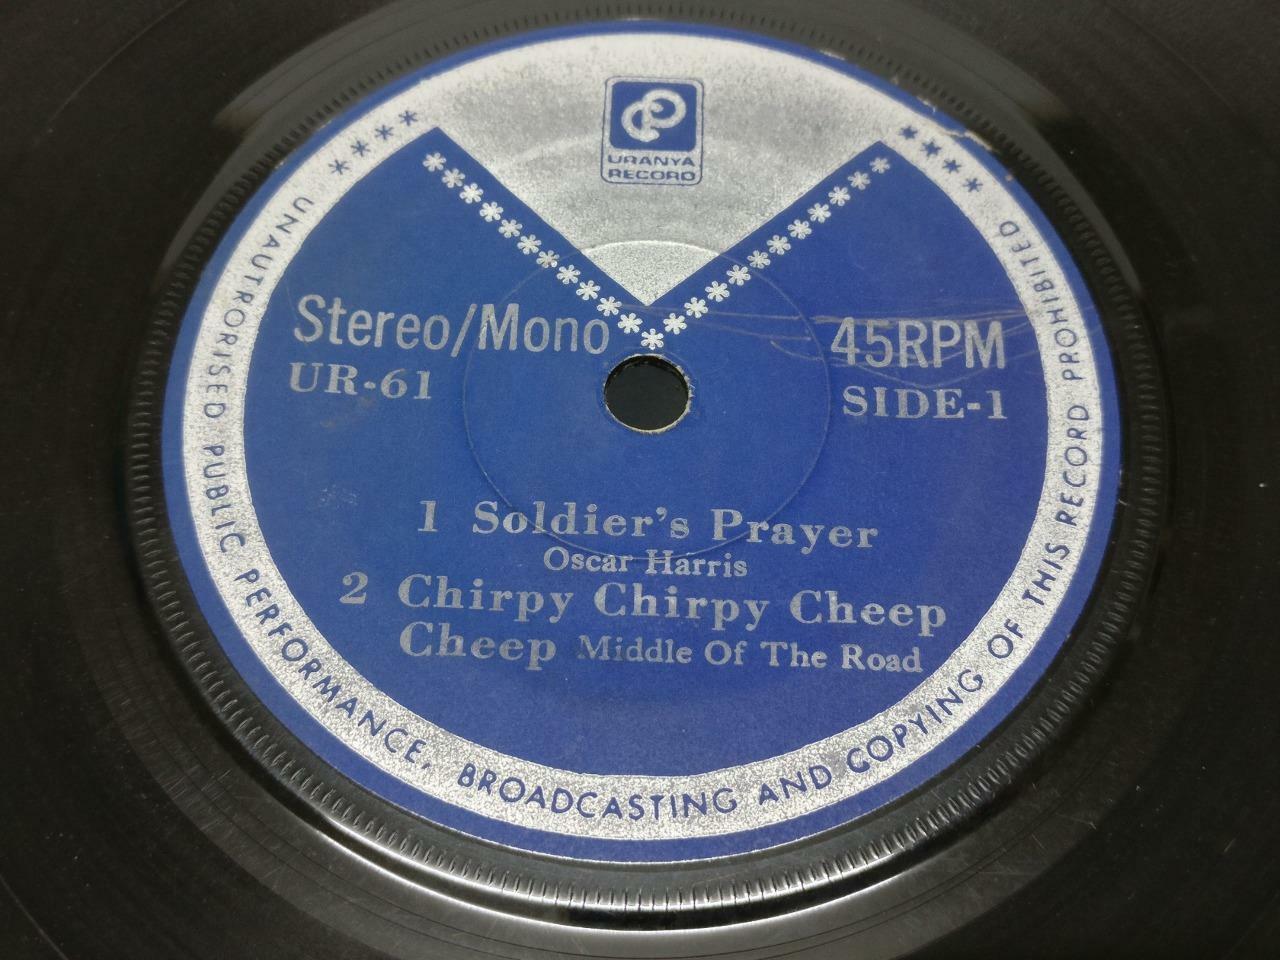 URANYA
RECORD
Stereo/Mono
UR-61
45RPM
SIDE-1
1 Soldier's Prayer
Oscar Harris
2 Chirpy Chirpy Cheep
Cheep Middle Of The Road
**** UNAUTRORISED PUBLIC PERFORMANCE, BROADCASTING AND COPYING OF THIS RECORD PROHIBITED ****